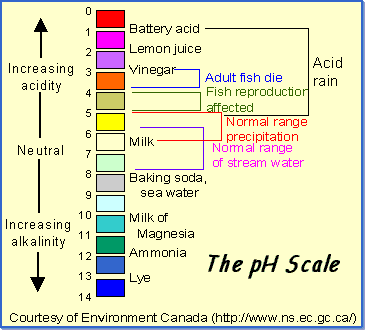 0
1
2
3
4
5
6
7
8
9
10
11
12
13
14
Increasing
acidity
Neutral
Increasing
alkalinity
Battery acid
Lemon juice
Vinegar
Milk
Baking soda,
sea water
Milk of
Magnesia
Ammonia
Lye
Adult fish die
Fish reproduction
affected
Normal range
precipitation
Normal range
of stream water
Acid
rain
The pH Scale
Courtesy of Environment Canada (http://www.ns.ec.gc.ca/)